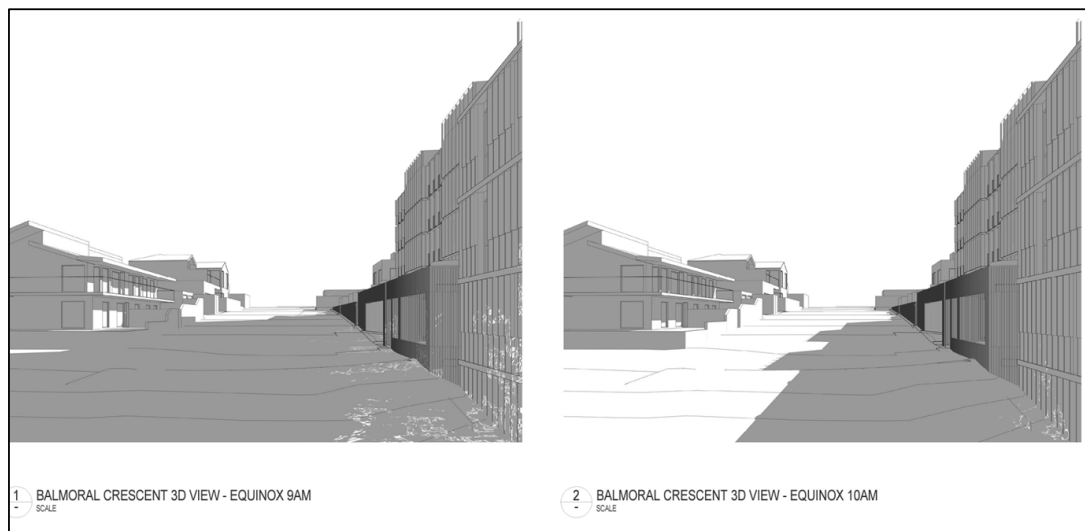 1
-
BALMORAL CRESCENT 3D VIEW - EQUINOX 9AM
SCALE
2
-
BALMORAL CRESCENT 3D VIEW - EQUINOX 10AM
SCALE